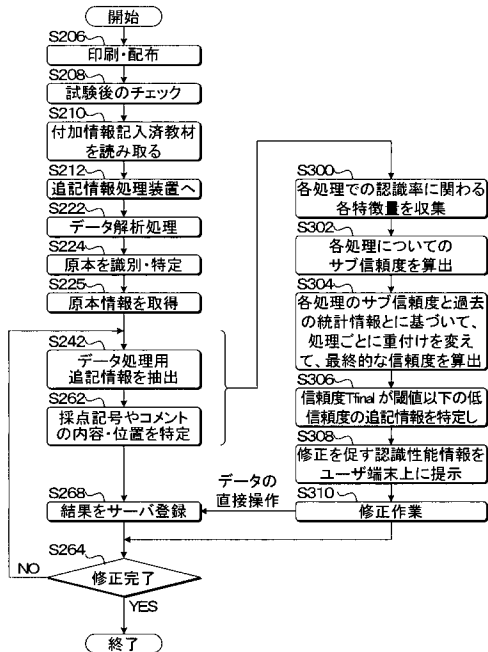 開始
S206
印刷・配布
S208
試験後のチェック
S210
付加情報記入済教材
を読み取る
S212
追記情報処理装置へ
S222
データ解析処理
S224
原本を識別・特定
S225
原本情報を取得
S242
データ処理用
追記情報を抽出
S262
採点記号やコメント
の内容・位置を特定
S268
結果をサーバ登録
S264
修正完了
NO
YES
終了
S300
各処理での認識率に関わる
各特徴量を収集
S302
各処理についての
サブ信頼度を算出
S304
各処理のサブ信頼度と過去
の統計情報とに基づいて、
処理ごとに重付けを変え
て、最終的な信頼度を算出
S306
信頼度Tfinalが閾値以下の低
信頼度の追記情報を特定し
S308
修正を促す認識性能情報を
ユーザ端末上に提示
データの
直接操作
S310
修正作業